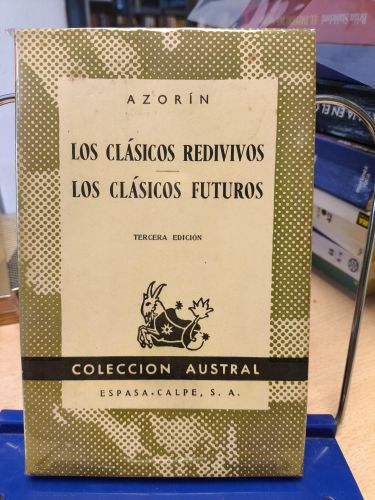 AZORÍN
LOS CLÁSICOS REDIVIVOS
LOS CLÁSICOS FUTUROS
TERCERA EDICIÓN
COLECCION AUSTRAL
ESPASA-CALPE, S. A.